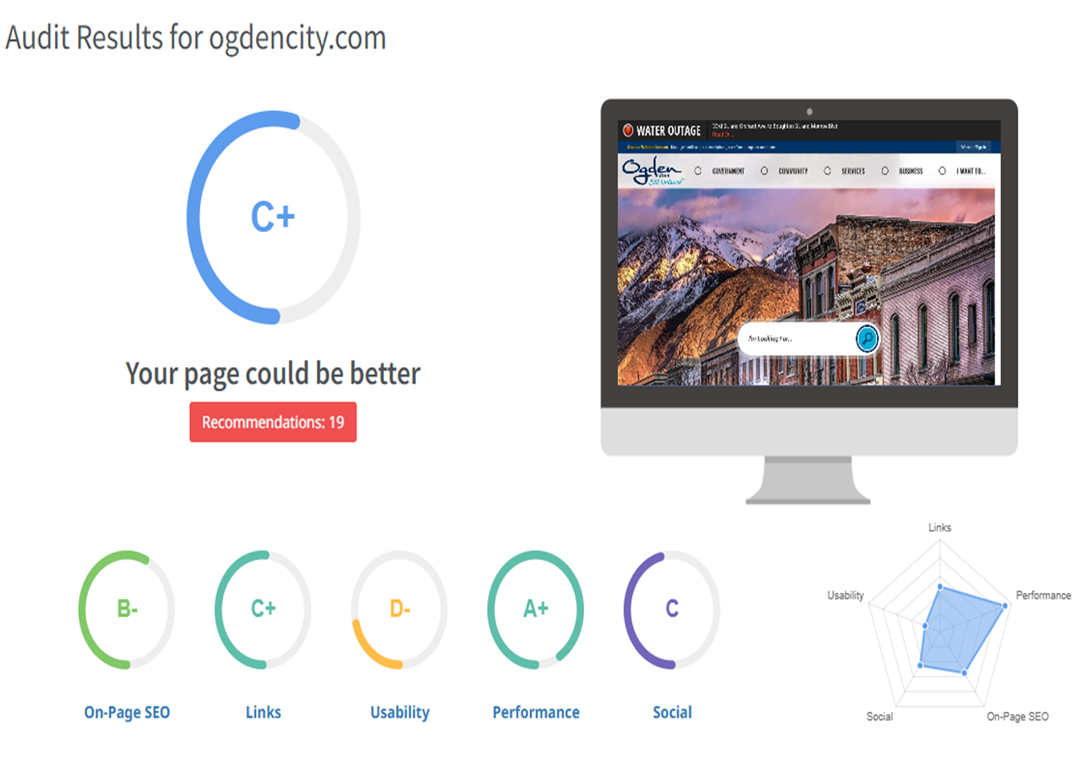 Audit Results for ogdencity.com
C+
Your page could be better
Recommendations: 19
WATER OUTAGE
Ogden
GOVERNMENT
COMMUNITY
SERVICES
BUSINESS
I WANT TO...
I'm Looking For...
B-
C+
D-
A+
C
On-Page SEO
Links
Usability
Performance
Social
Links
Usability
Performance
Social
On-Page SEO